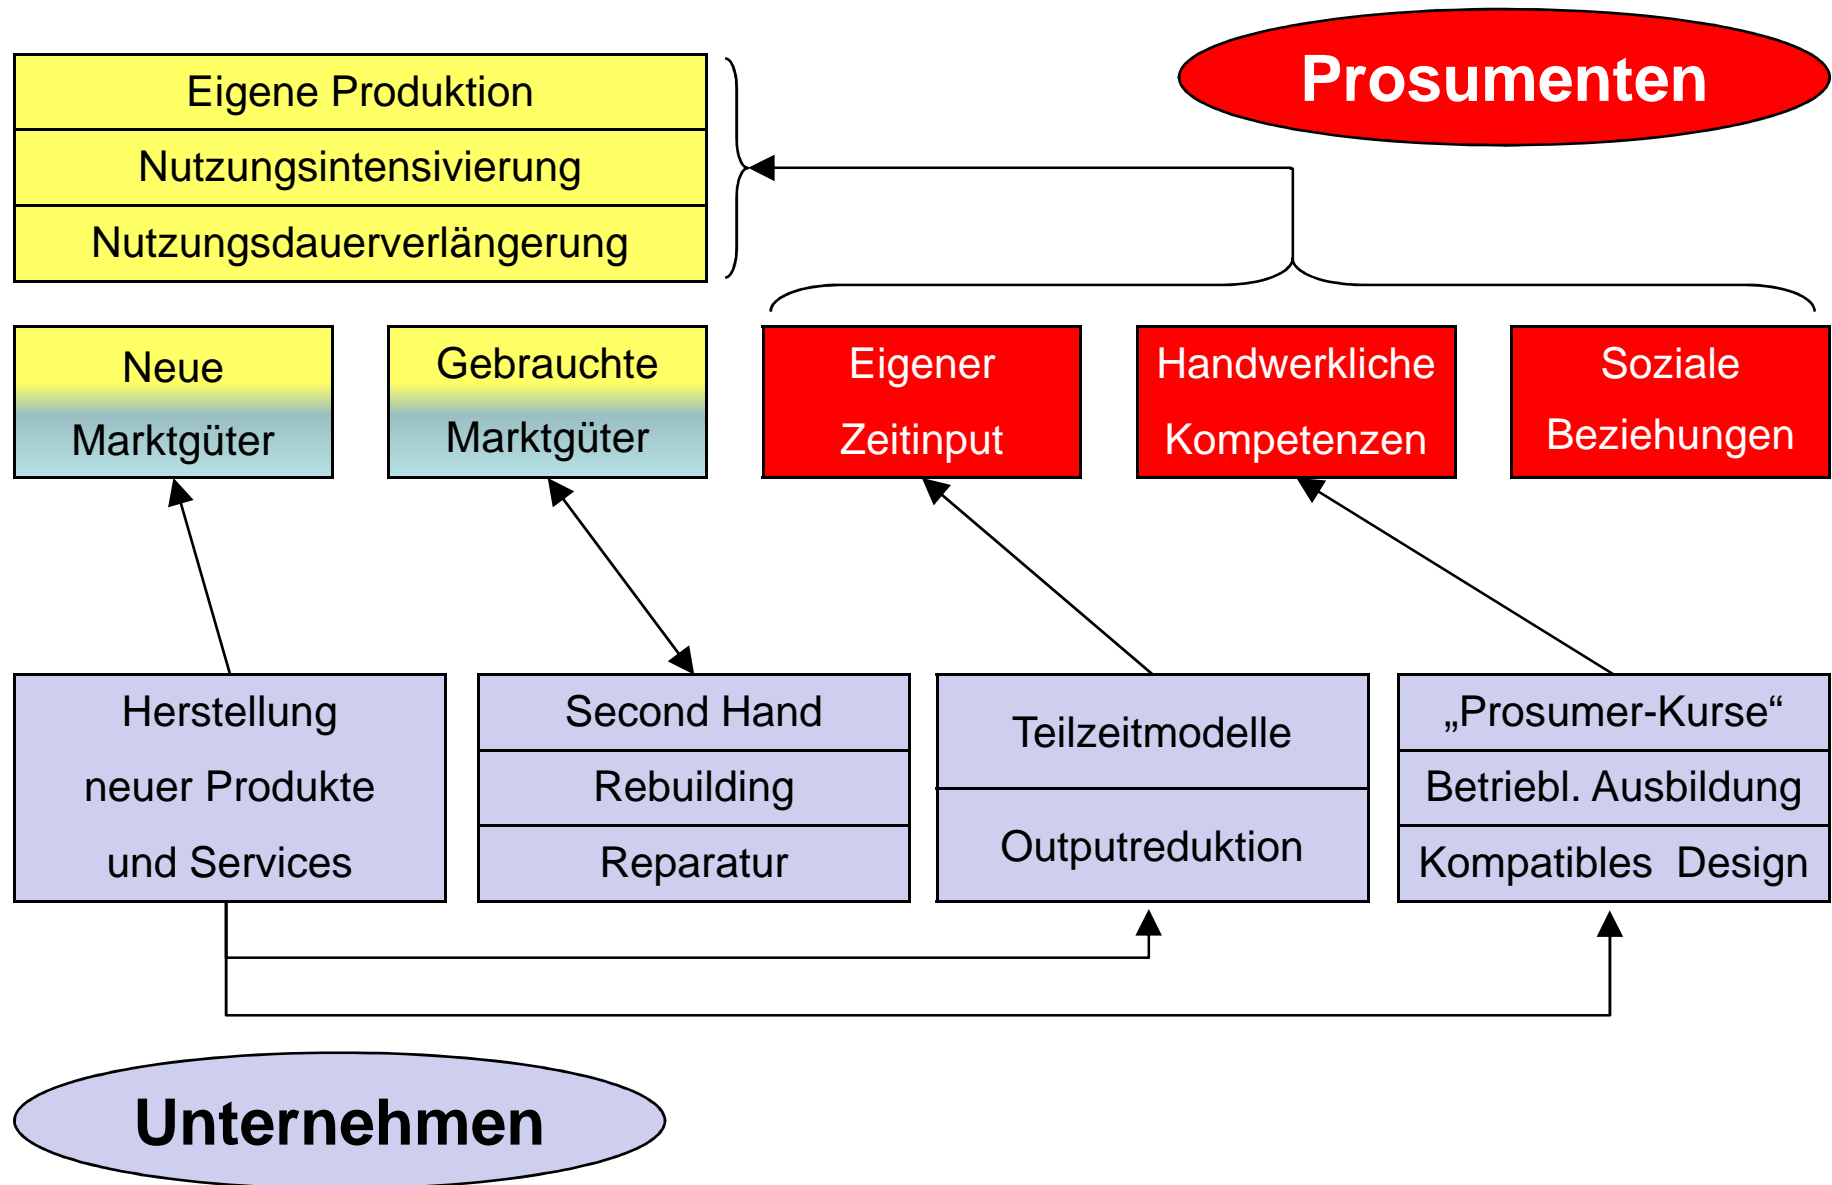 Prosumenten
Eigene Produktion
Nutzungsintensivierung
Nutzungsdauerverlängerung
Neue
Marktgüter
Gebrauchte
Marktgüter
Eigener
Zeitinput
Handwerkliche
Kompetenzen
Soziale
Beziehungen
Herstellung
neuer Produkte
und Services
Second Hand
Rebuilding
Reparatur
Teilzeitmodelle
Outputreduktion
„Prosumer-Kurse“
Betriebl. Ausbildung
Kompatibles Design
Unternehmen